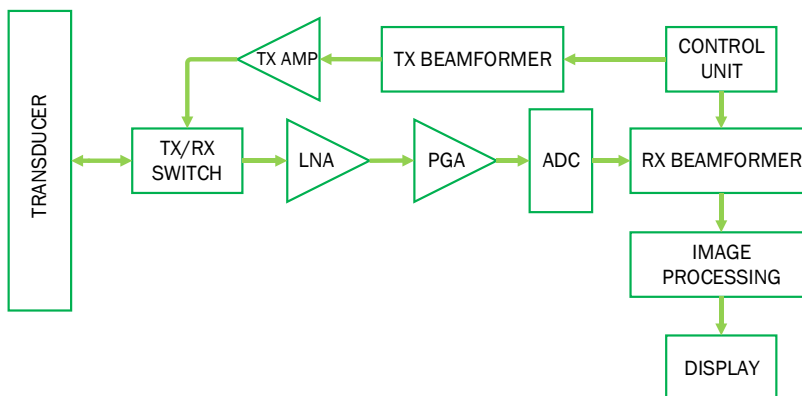 TRANSDUCER
TX AMP
TX BEAMFORMER
CONTROL
UNIT
TX/RX
SWITCH
LNA
PGA
ADC
RX BEAMFORMER
IMAGE
PROCESSING
DISPLAY